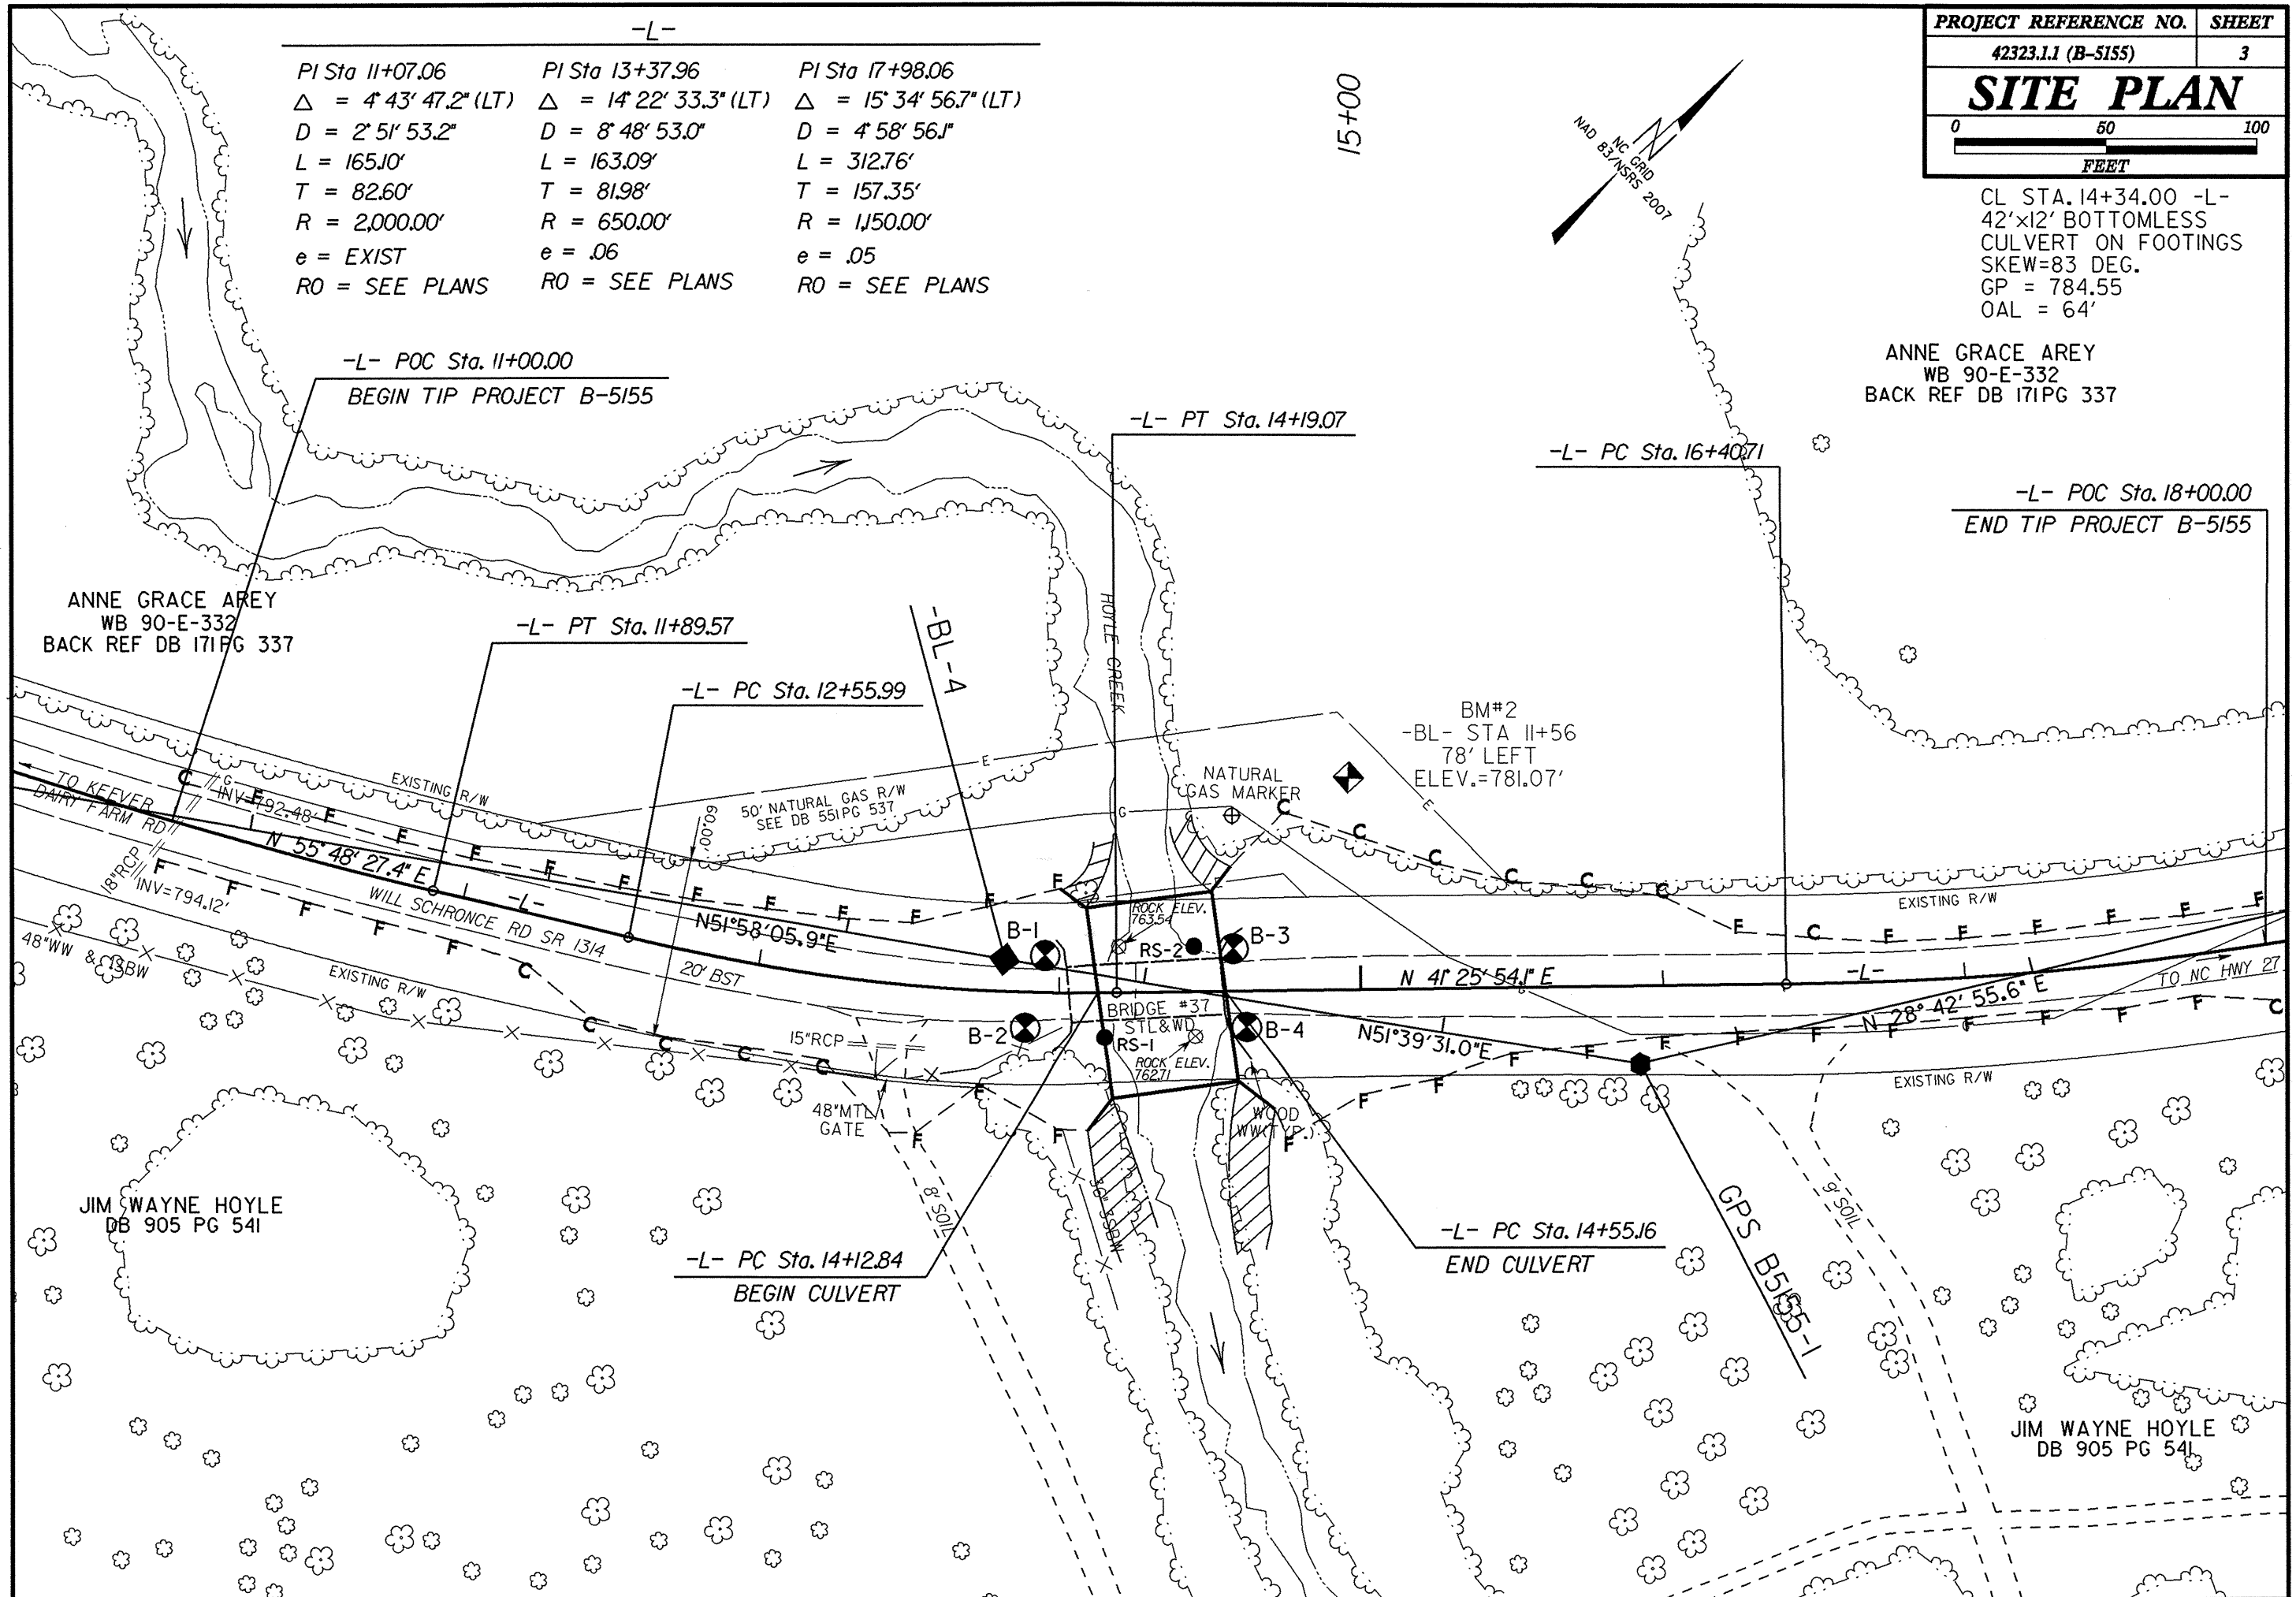 -L-
PI Sta 11+07.06
Δ = 4° 43' 47.2" (LT)
D = 2° 51' 53.2"
L = 165.10'
T = 82.60'
R = 2,000.00'
e = EXIST
RO = SEE PLANS
PI Sta 13+37.96
Δ = 14° 22' 33.3" (LT)
D = 8° 48' 53.0"
L = 163.09'
T = 81.98'
R = 650.00'
e = .06
RO = SEE PLANS
PI Sta 17+98.06
Δ = 15° 34' 56.7" (LT)
D = 4° 58' 56.1"
L = 312.76'
T = 157.35'
R = 1,150.00'
e = .05
RO = SEE PLANS
15+00
N
NC GRID
NAD 83/NSRS 2007
PROJECT REFERENCE NO. SHEET
42323.1.1 (B-5155) 3
SITE PLAN
0 50 100
FEET
CL STA. 14+34.00 -L-
42'x12' BOTTOMLESS
CULVERT ON FOOTINGS
SKEW=83 DEG.
GP = 784.55
OAL = 64'
ANNE GRACE AREY
WB 90-E-332
BACK REF DB 171 PG 337
-L- POC Sta. 11+00.00
BEGIN TIP PROJECT B-5155
-L- PT Sta. 14+19.07
-L- PC Sta. 16+40.71
-L- POC Sta. 18+00.00
END TIP PROJECT B-5155
ANNE GRACE AREY
WB 90-E-332
BACK REF DB 171 PG 337
-L- PT Sta. 11+89.57
-L- PC Sta. 12+55.99
-BL-4
HOYLE CREEK
BM#2
-BL- STA 11+56
78' LEFT
ELEV.=781.07'
NATURAL
GAS MARKER
TO KEEVER
DAIRY FARM RD
INV=792.48'
EXISTING R/W
50' NATURAL GAS R/W
SEE DB 551 PG 537
60.00'
18"RCP
INV=794.12'
N 55° 48' 27.4" E
-L-
WILL SCHRONCE RD SR 1314
N51°58'05.9"E
20' BST
48"WW & 3SBW
EXISTING R/W
B-1
B-2
B-3
B-4
ROCK ELEV.
763.54
RS-2
BRIDGE #37
STL&WD
RS-1
ROCK ELEV.
762.71
N 41° 25' 54.1" E
N51°39'31.0"E
-L-
N 28° 42' 55.6" E
TO NC HWY 27
EXISTING R/W
EXISTING R/W
15"RCP
48"MTL
GATE
WOOD
WW(TYP.)
8' SOIL
36" 3SBW
9' SOIL
GPS B5155-1
JIM WAYNE HOYLE
DB 905 PG 541
-L- PC Sta. 14+12.84
BEGIN CULVERT
-L- PC Sta. 14+55.16
END CULVERT
JIM WAYNE HOYLE
DB 905 PG 541